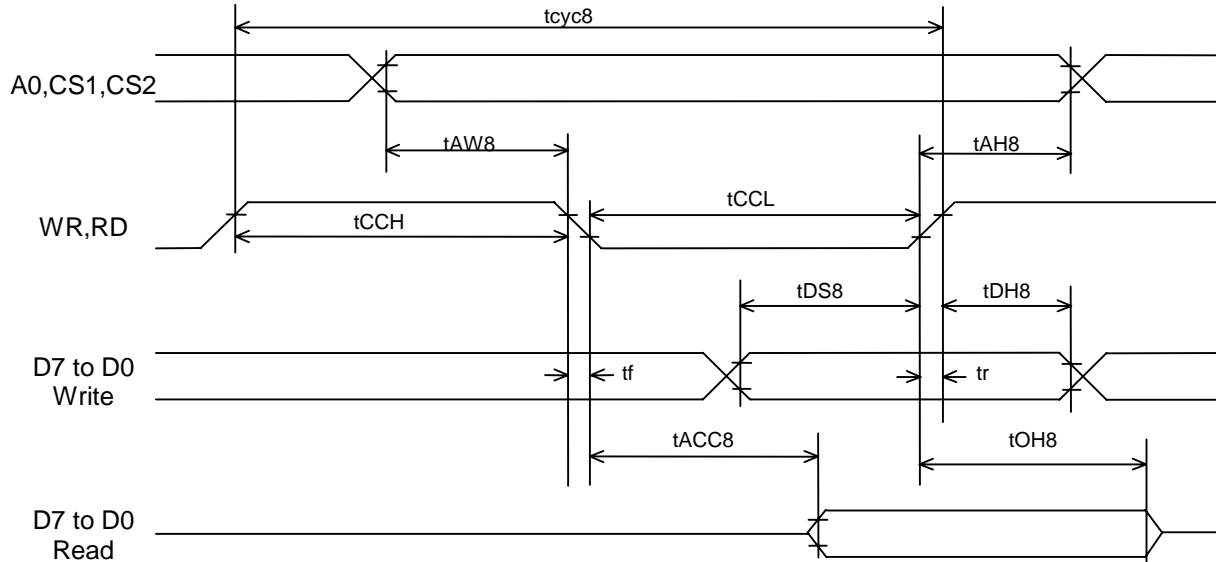 tcyc8
A0,CS1,CS2
tAW8
tAH8
WR,RD
tCCH
tCCL
tDS8
tDH8
D7 to D0
Write
tf
tr
tACC8
tOH8
D7 to D0
Read